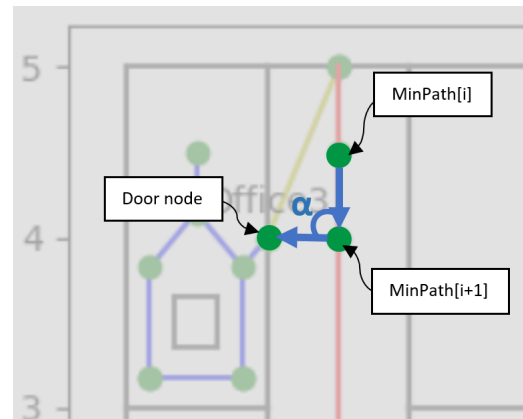 5
MinPath[i]
Door node
Office3
α
4
MinPath[i+1]
3